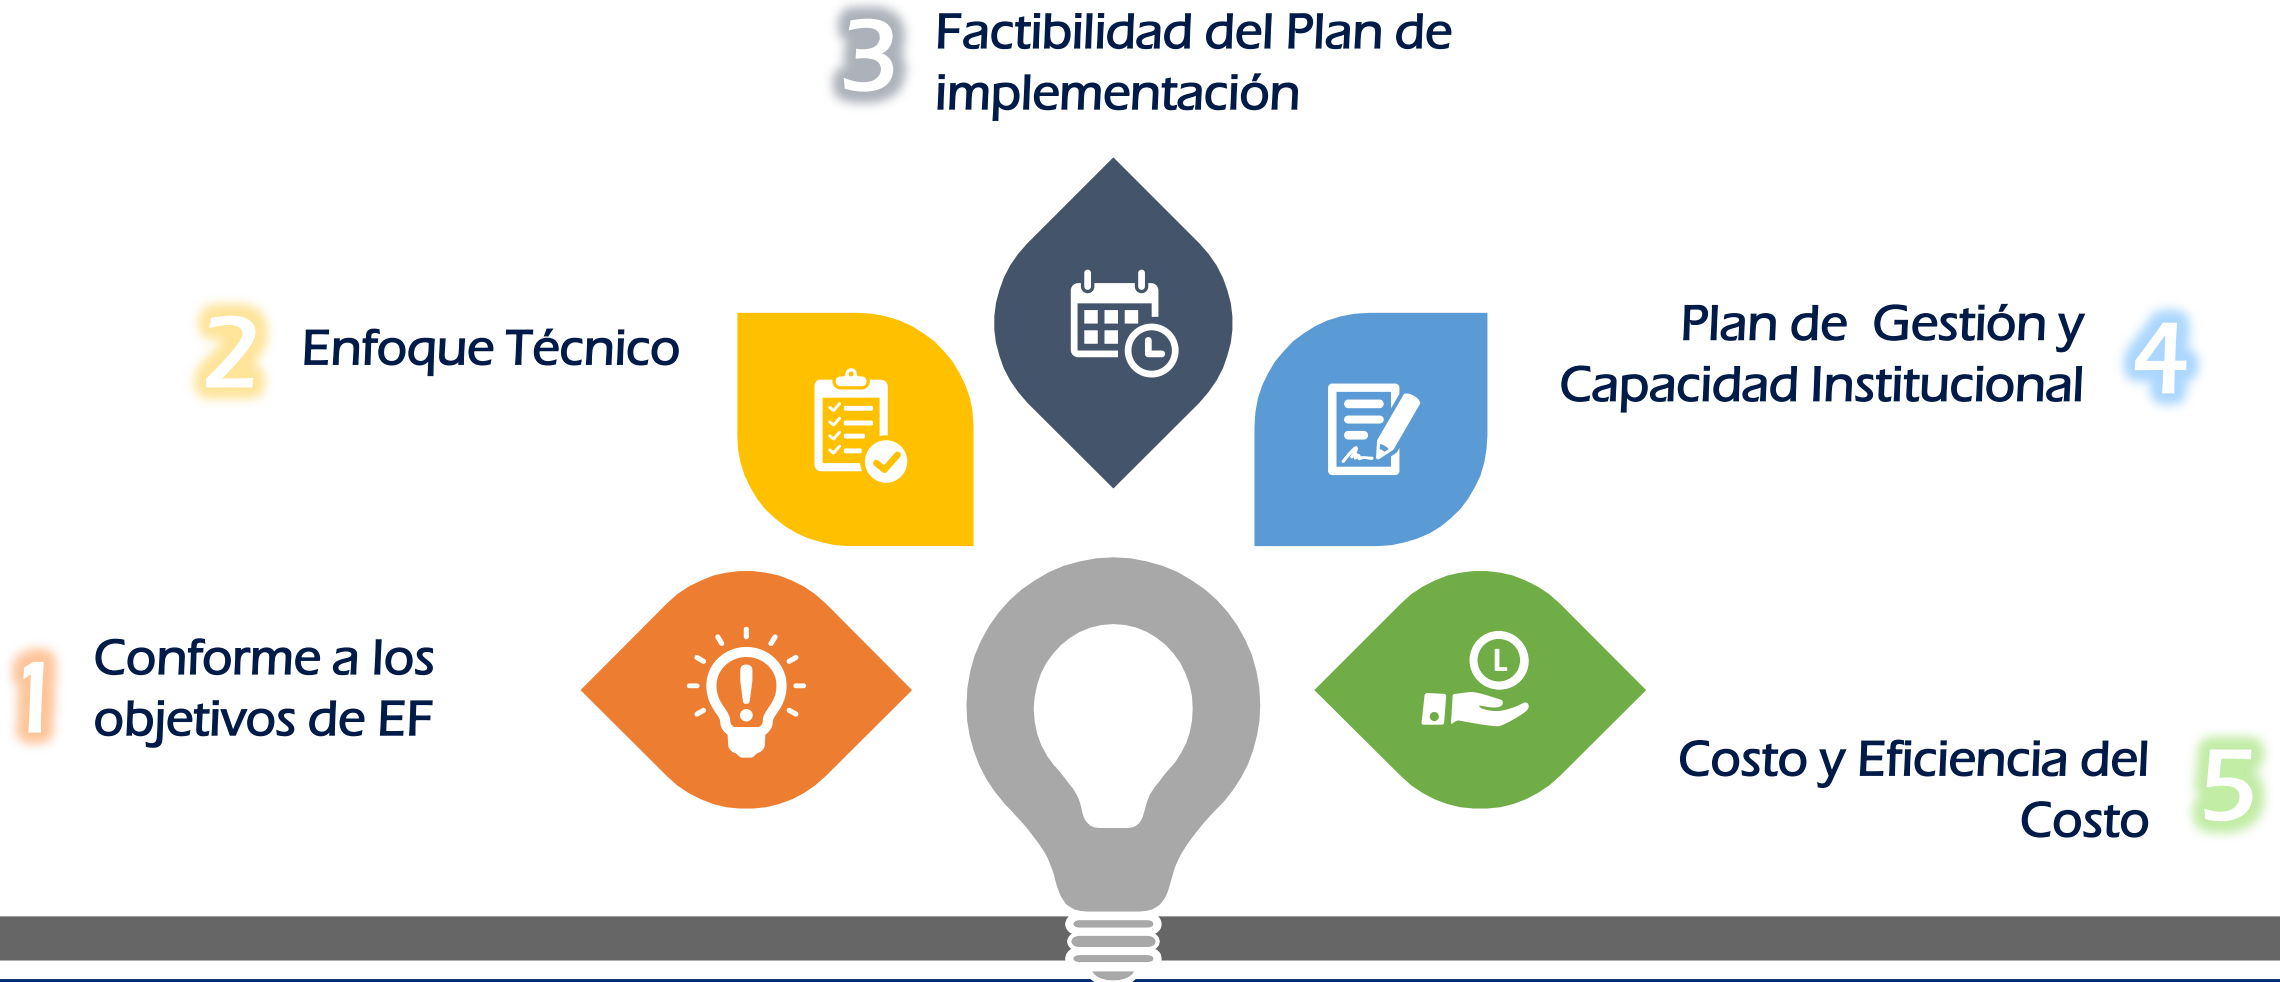 3
Factibilidad del Plan de
implementación
2
Enfoque Técnico
Plan de Gestión y
Capacidad Institucional
4
1
Conforme a los
objetivos de EF
Costo y Eficiencia del
Costo
5